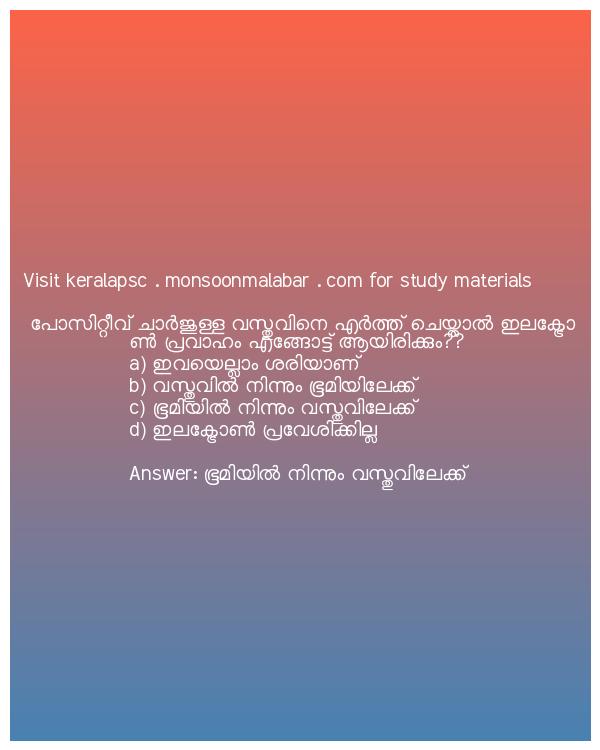 Visit keralapsc . monsoonmalabar . com for study materials
പോസിറ്റീവ് ചാർജുള്ള വസ്തുവിനെ എർത്ത് ചെയ്താൽ ഇലക്ട്രോ
ൺ പ്രവാഹം എങ്ങോട്ട് ആയിരിക്കും??
a) ഇവയെല്ലാം ശരിയാണ്
b) വസ്തുവിൽ നിന്നും ഭൂമിയിലേക്ക്
c) ഭൂമിയിൽ നിന്നും വസ്തുവിലേക്ക്
d) ഇലക്ട്രോൺ പ്രവേശിക്കില്ല
Answer: ഭൂമിയിൽ നിന്നും വസ്തുവിലേക്ക്